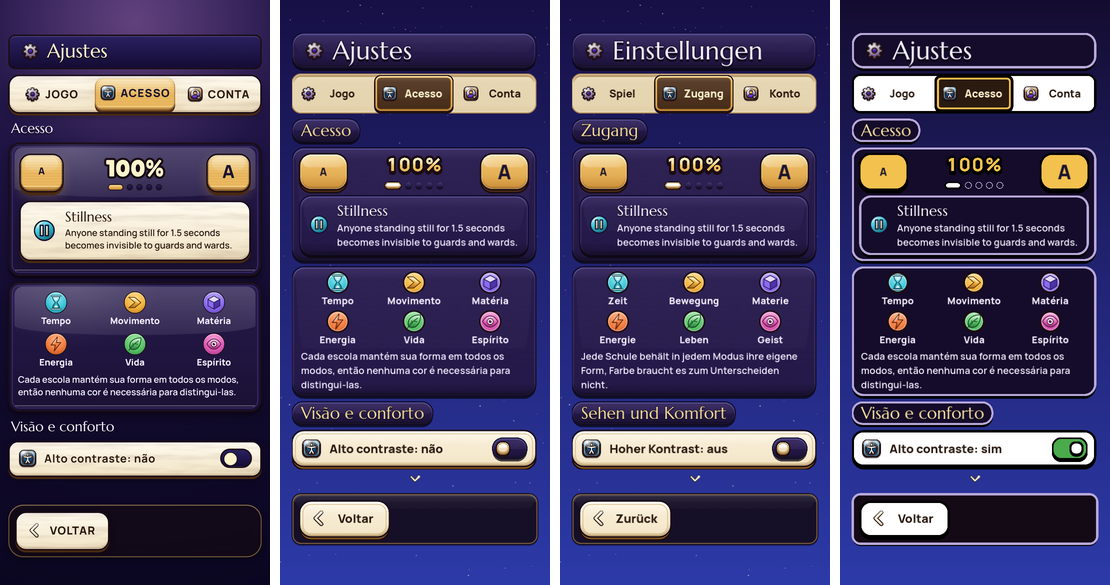 Ajustes
JOGO ACESSO CONTA
Acesso
A 100% A
Stillness
Anyone standing still for 1.5 seconds
becomes invisible to guards and wards.
Tempo Movimento Matéria
Energia Vida Espírito
Cada escola mantém sua forma em todos os modos,
então nenhuma cor é necessária para distingui-las.
Visão e conforto
Alto contraste: não
VOLTAR
Ajustes
Jogo Acesso Conta
Acesso
A 100% A
Stillness
Anyone standing still for 1.5 seconds
becomes invisible to guards and wards.
Tempo Movimento Matéria
Energia Vida Espírito
Cada escola mantém sua forma em todos os
modos, então nenhuma cor é necessária para
distingui-las.
Visão e conforto
Alto contraste: não
Voltar
Einstellungen
Spiel Zugang Konto
Zugang
A 100% A
Stillness
Anyone standing still for 1.5 seconds
becomes invisible to guards and wards.
Zeit Bewegung Materie
Energie Leben Geist
Jede Schule behält in jedem Modus ihre eigene
Form, Farbe braucht es zum Unterscheiden
nicht.
Sehen und Komfort
Hoher Kontrast: aus
Zurück
Ajustes
Jogo Acesso Conta
Acesso
A 100% A
Stillness
Anyone standing still for 1.5 seconds
becomes invisible to guards and wards.
Tempo Movimento Matéria
Energia Vida Espírito
Cada escola mantém sua forma em todos os
modos, então nenhuma cor é necessária para
distingui-las.
Visão e conforto
Alto contraste: sim
Voltar